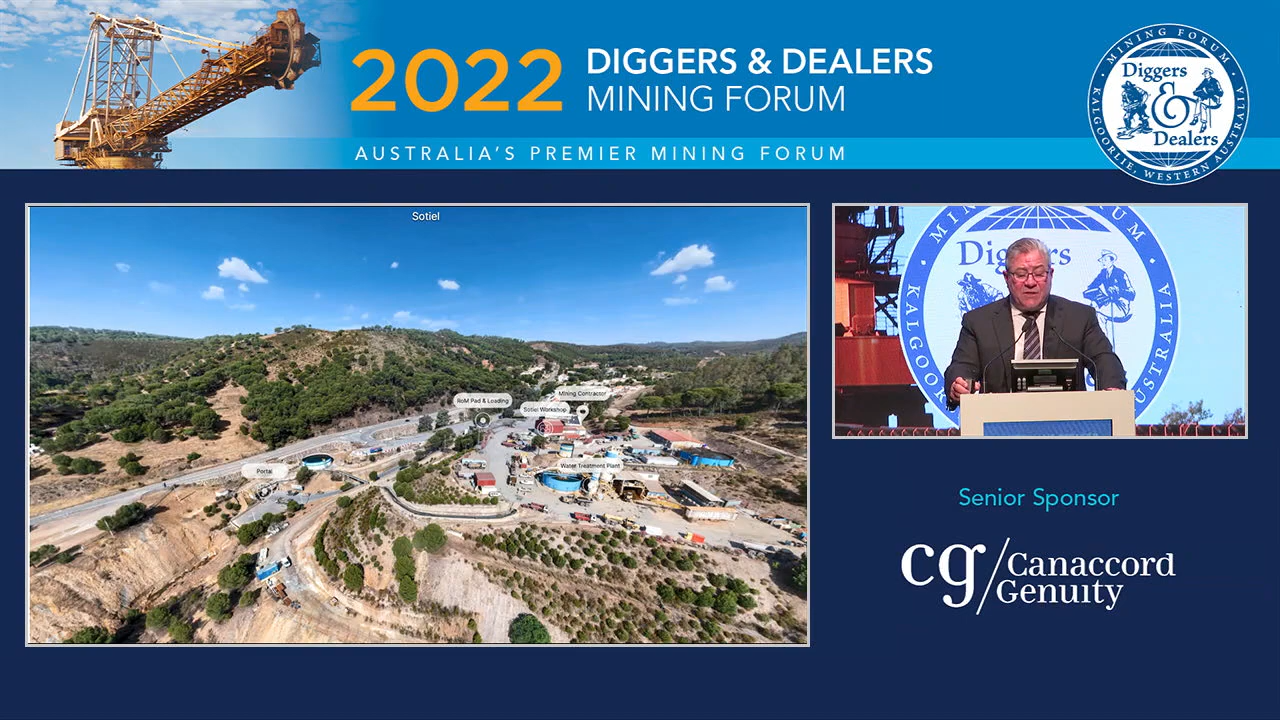 2022
DIGGERS & DEALERS
MINING FORUM
AUSTRALIA'S PREMIER MINING FORUM
MINING FORUM
Diggers
&
Dealers
KALGOORLIE, WESTERN AUSTRALIA
Sotiel
RoM Pad & Loading
Mining Contractor
Sotiel Workshop
Portal
Water Treatment Plant
Senior Sponsor
cg/Canaccord
Genuity